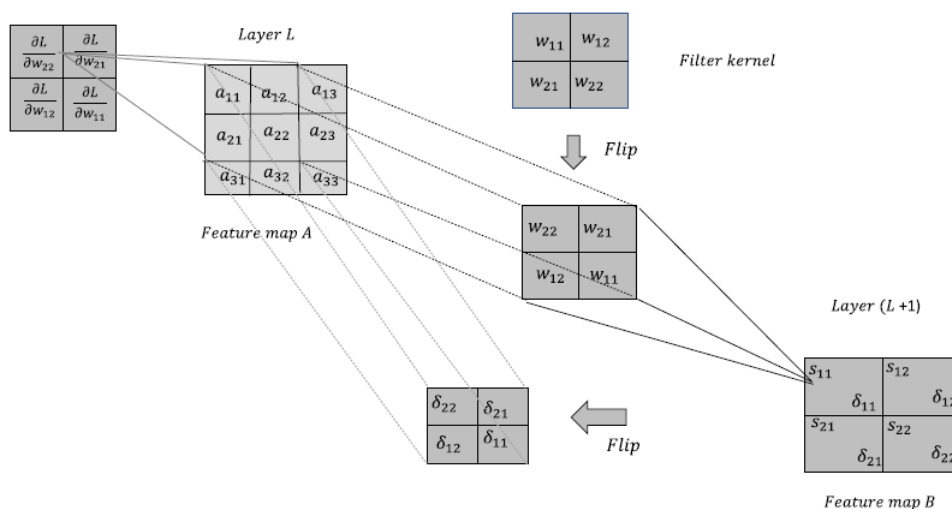 ∂L/∂w₂₂ ∂L/∂w₂₁
∂L/∂w₁₂ ∂L/∂w₁₁
Layer L
a₁₁ a₁₂ a₁₃
a₂₁ a₂₂ a₂₃
a₃₁ a₃₂ a₃₃
Feature map A
w₁₁ w₁₂
w₂₁ w₂₂
Filter kernel
Flip
w₂₂ w₂₁
w₁₂ w₁₁
δ₂₂ δ₂₁
δ₁₂ δ₁₁
Flip
Layer (L +1)
s₁₁ s₁₂
δ₁₁ δ₁₂
s₂₁ s₂₂
δ₂₁ δ₂₂
Feature map B